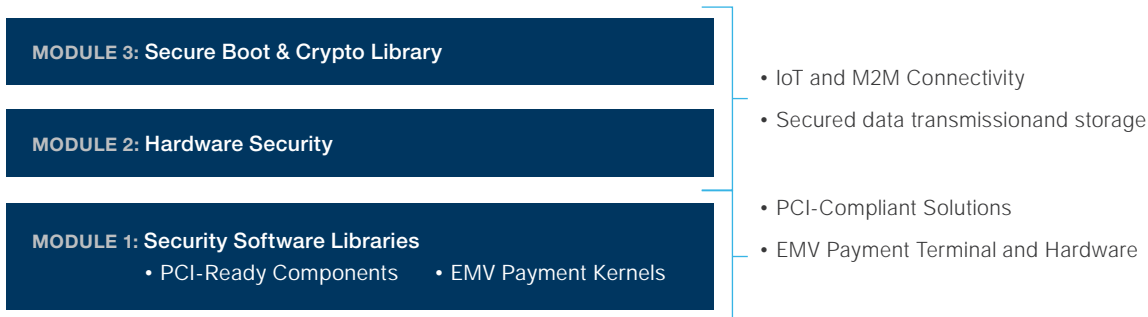 MODULE 3: Secure Boot & Crypto Library
• IoT and M2M Connectivity
• Secured data transmissionand storage
MODULE 2: Hardware Security
• PCI-Compliant Solutions
• EMV Payment Terminal and Hardware
MODULE 1: Security Software Libraries
• PCI-Ready Components • EMV Payment Kernels